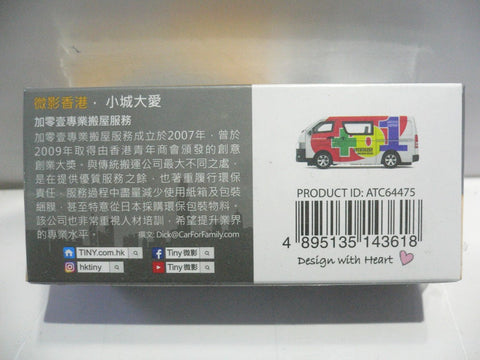 微影香港．小城大愛
加零壹專業搬屋服務
加零壹專業搬屋服務成立於2007年，曾於
2009年取得由香港青年商會頒發的創意
創業大獎。與傳統搬運公司最大不同之處，
是在提供優質服務之餘，也著重履行環保
責任。服務過程中盡量減少使用紙箱及包裝
綑膜，甚至特意從日本採購環保包裝物料。
該公司也非常重視人材培訓，希望提升業界
的專業水平。
撰文: Dick@CarForFamily.com
TINY.com.hk
Tiny微影
hktiny
Tiny 微影
PRODUCT ID: ATC64475
4 895135 143618
Design with Heart